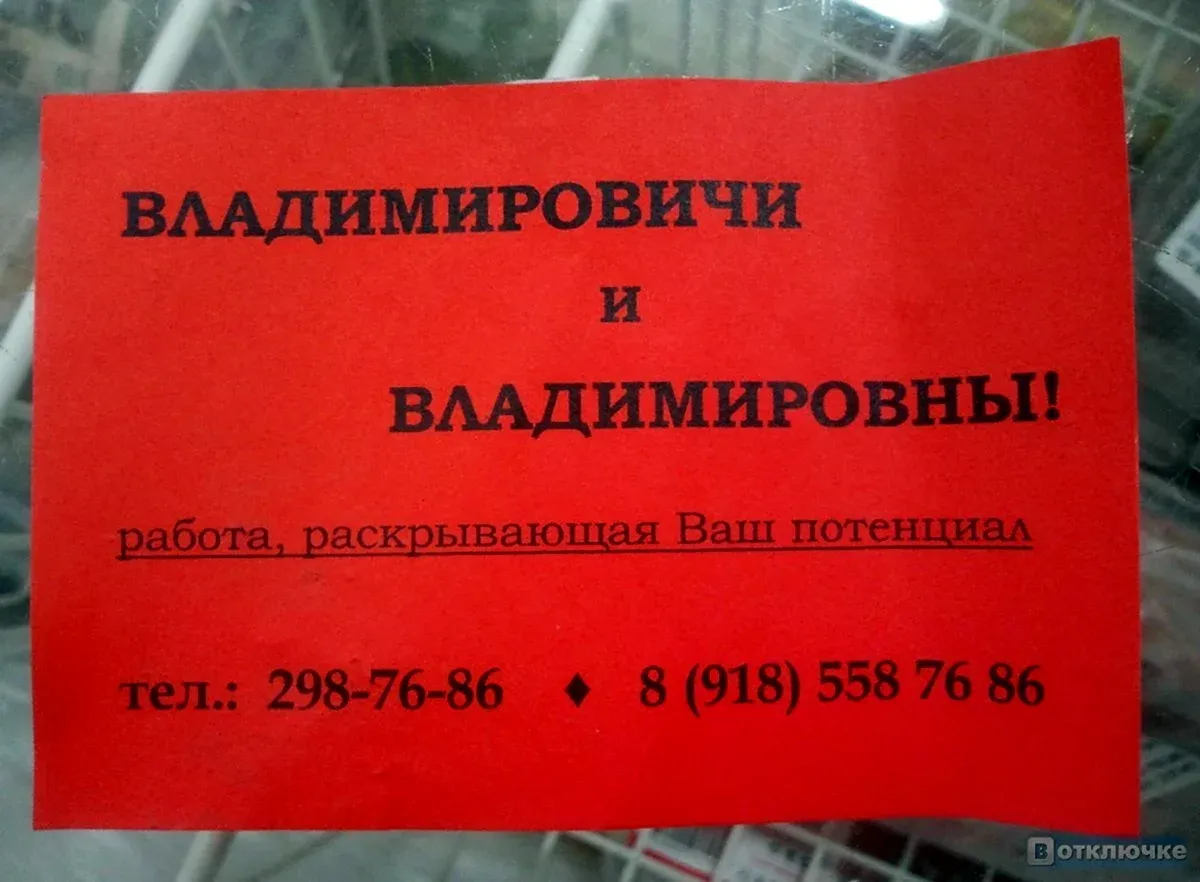 ВЛАДИМИРОВИЧИ
и
ВЛАДИМИРОВНЫ!
работа, раскрывающая Ваш потенциал
тел.: 298-76-86 ♦ 8 (918) 558 76 86
Вотключке